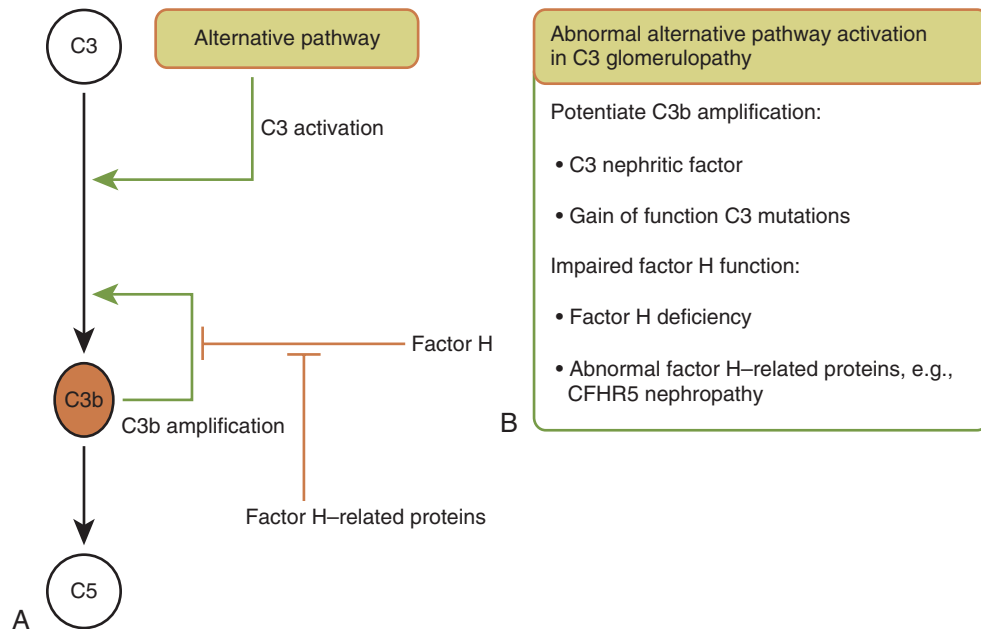 C3
Alternative pathway
C3 activation
Factor H
C3b
C3b amplification
Factor H–related proteins
C5
A
Abnormal alternative pathway activation
in C3 glomerulopathy
Potentiate C3b amplification:
• C3 nephritic factor
• Gain of function C3 mutations
Impaired factor H function:
• Factor H deficiency
• Abnormal factor H–related proteins, e.g.,
CFHR5 nephropathy
B